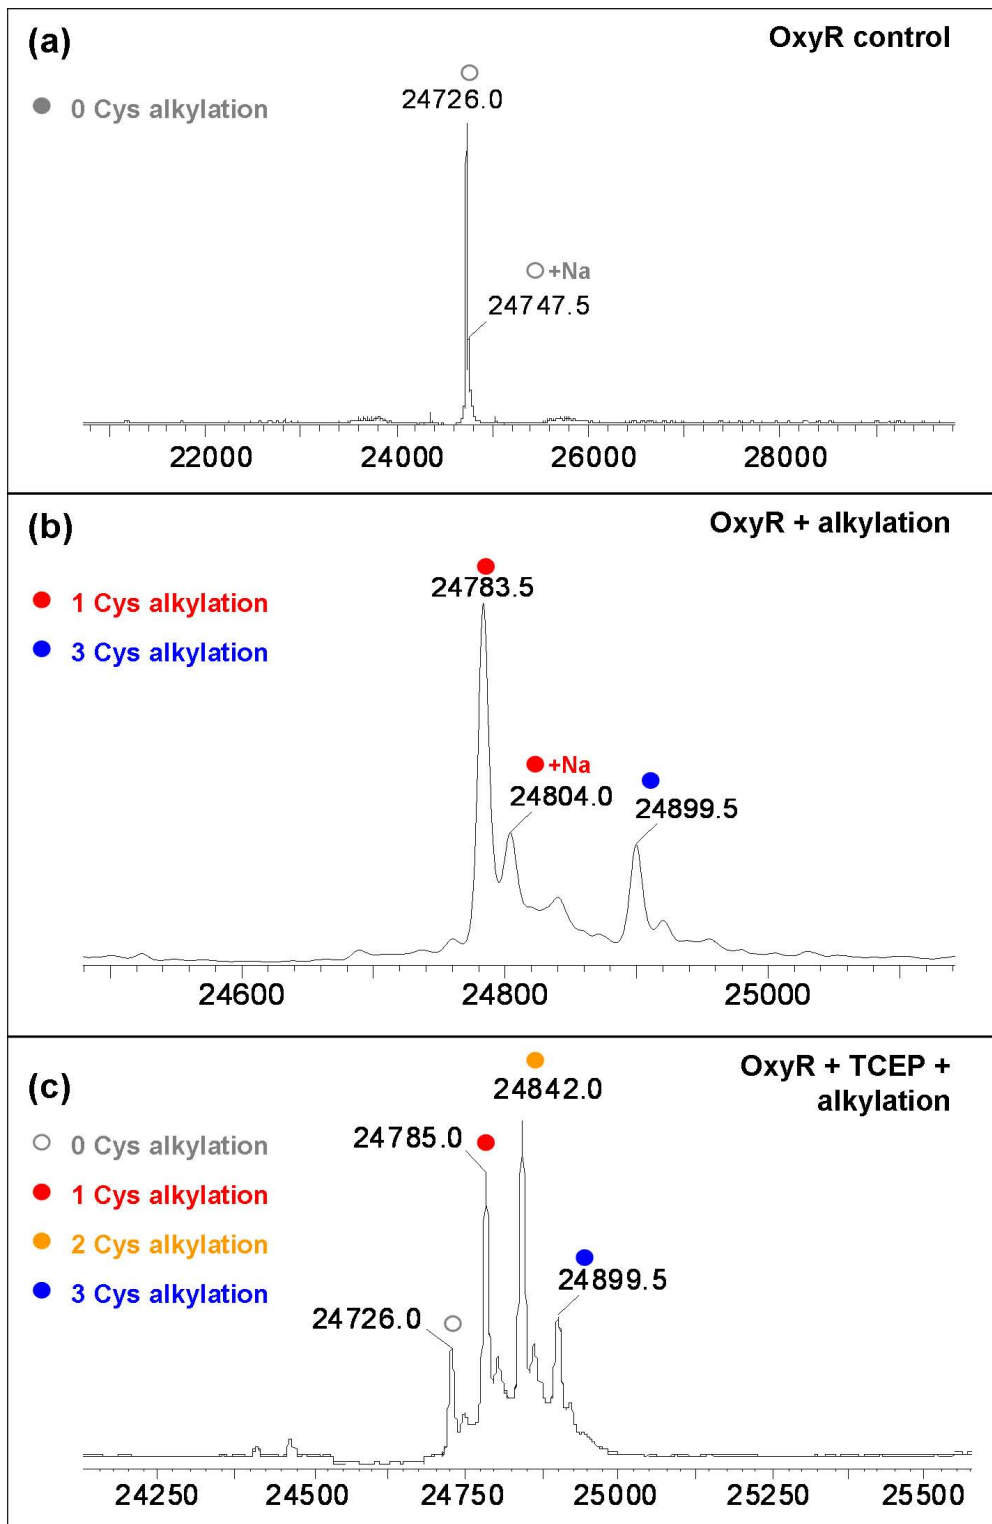 (a)
OxyR control
0 Cys alkylation
24726.0
+Na
24747.5
22000 24000 26000 28000
(b)
OxyR + alkylation
1 Cys alkylation
3 Cys alkylation
24783.5
+Na
24804.0
24899.5
24600 24800 25000
(c)
OxyR + TCEP +
alkylation
0 Cys alkylation
1 Cys alkylation
2 Cys alkylation
3 Cys alkylation
24842.0
24785.0
24899.5
24726.0
24250 24500 24750 25000 25250 25500